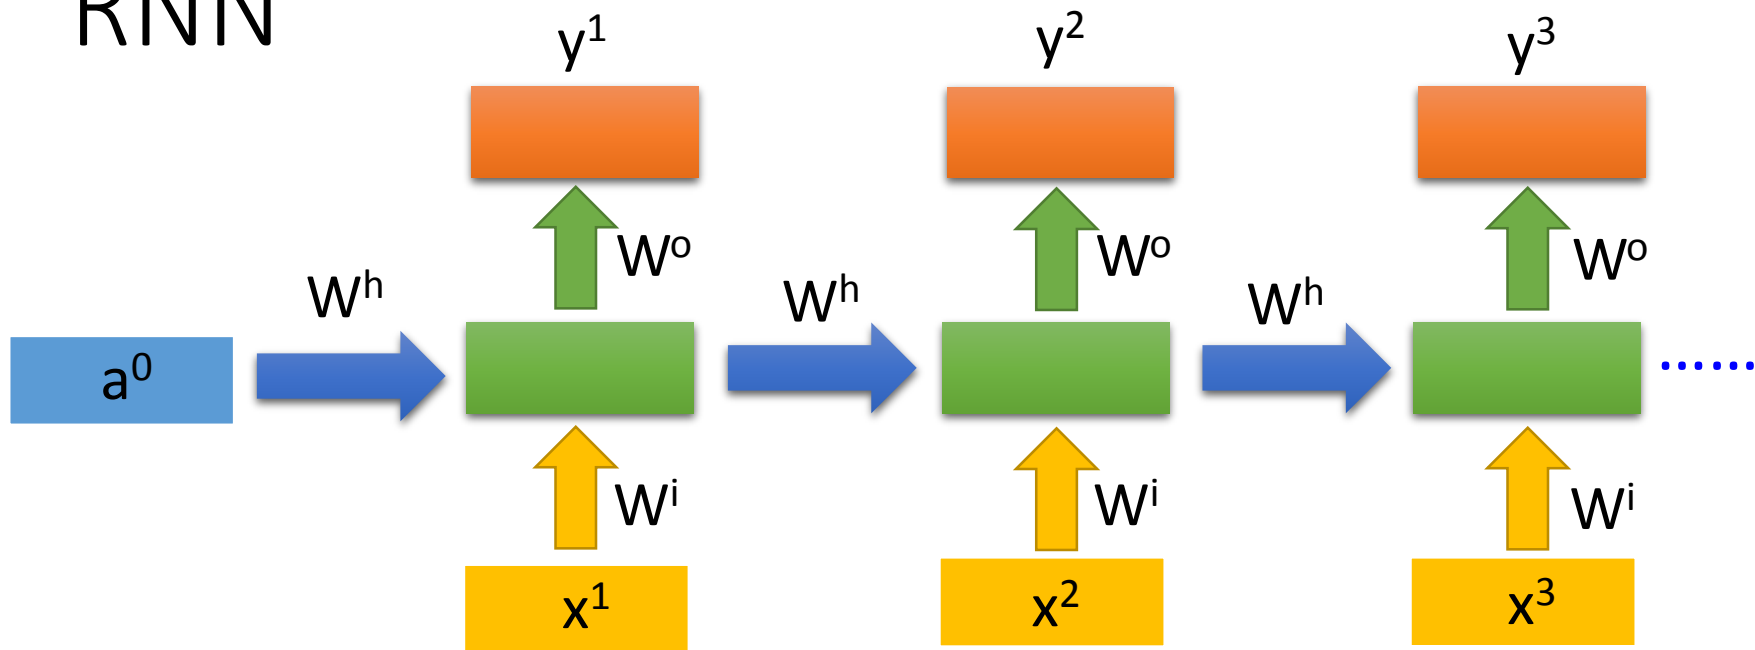 RNN
y¹ y² y³
Wᵒ Wᵒ Wᵒ
Wʰ Wʰ Wʰ
a⁰ ......
Wⁱ Wⁱ Wⁱ
x¹ x² x³